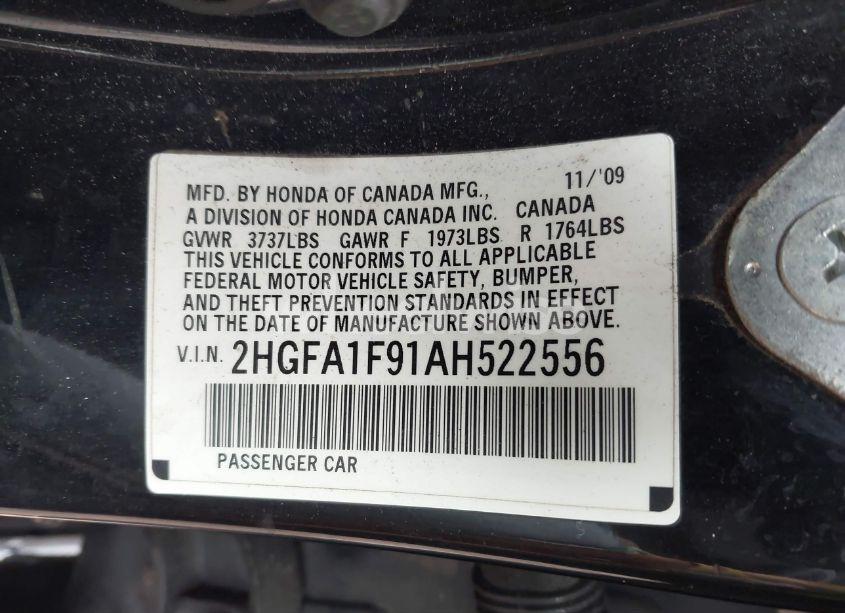 MFD. BY HONDA OF CANADA MFG., 11/'09
A DIVISION OF HONDA CANADA INC. CANADA
GVWR 3737LBS GAWR F 1973LBS R 1764LBS
THIS VEHICLE CONFORMS TO ALL APPLICABLE
FEDERAL MOTOR VEHICLE SAFETY, BUMPER,
AND THEFT PREVENTION STANDARDS IN EFFECT
ON THE DATE OF MANUFACTURE SHOWN ABOVE.
V.I.N. 2HGFA1F91AH522556
PASSENGER CAR